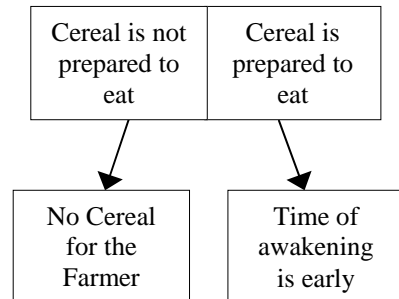 Cereal is not
prepared to
eat
Cereal is
prepared to
eat
No Cereal
for the
Farmer
Time of
awakening
is early